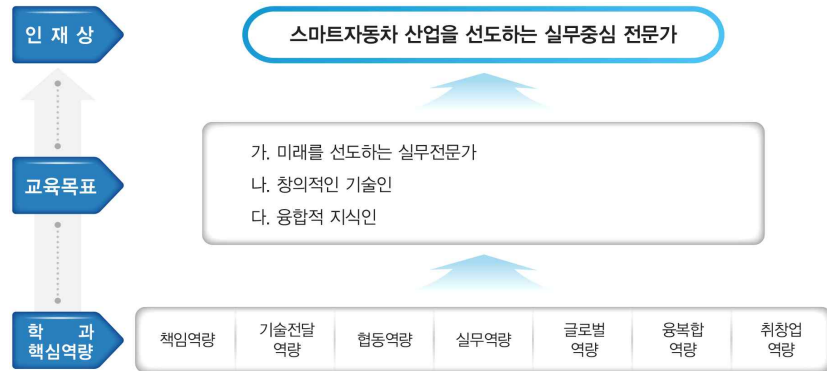 인 재 상
스마트자동차 산업을 선도하는 실무중심 전문가
교육목표
가. 미래를 선도하는 실무전문가
나. 창의적인 기술인
다. 융합적 지식인
학 과
핵심역량
책임역량
기술전달
역량
협동역량
실무역량
글로벌
역량
융복합
역량
취창업
역량